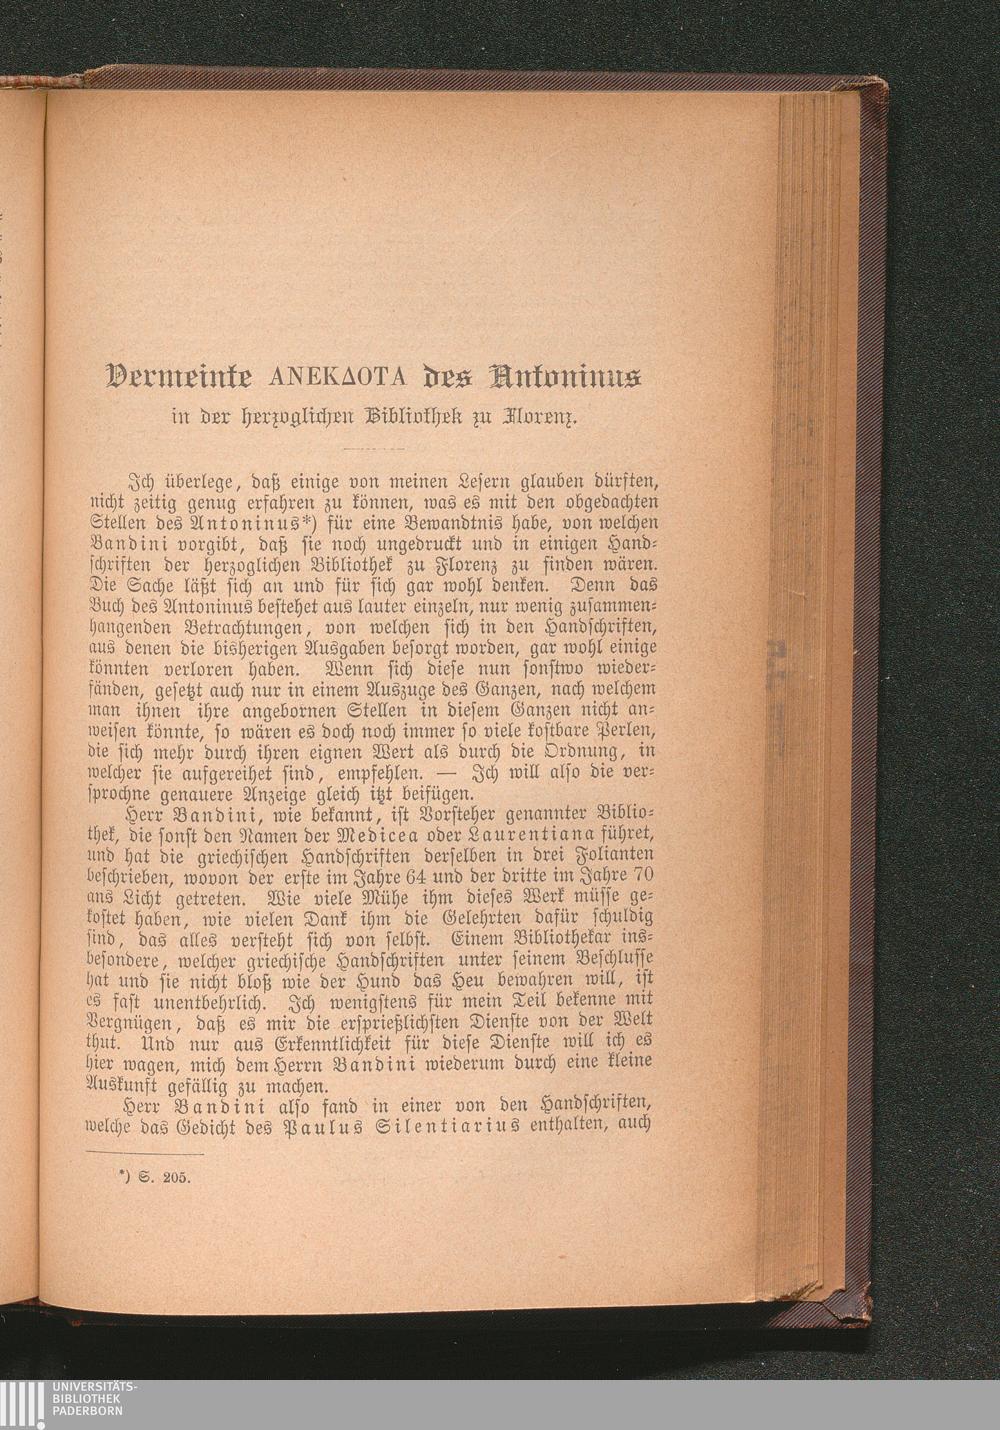 Vermeinte ΑΝΕΚΔΟΤΑ des Antoninus
in der herzoglichen Bibliothek zu Florenz.
Ich überlege, daß einige von meinen Lesern glauben dürften,
nicht zeitig genug erfahren zu können, was es mit den obgedachten
Stellen des Antoninus*) für eine Bewandtnis habe, von welchen
Bandini vorgibt, daß sie noch ungedruckt und in einigen Hand-
schriften der herzoglichen Bibliothek zu Florenz zu finden wären.
Die Sache läßt sich an und für sich gar wohl denken. Denn das
Buch des Antoninus bestehet aus lauter einzeln, nur wenig zusammen-
hangenden Betrachtungen, von welchen sich in den Handschriften,
aus denen die bisherigen Ausgaben besorgt worden, gar wohl einige
könnten verloren haben. Wenn sich diese nun sonstwo wieder-
fänden, gesetzt auch nur in einem Auszuge des Ganzen, nach welchem
man ihnen ihre angebornen Stellen in diesem Ganzen nicht an-
weisen könnte, so wären es doch noch immer so viele kostbare Perlen,
die sich mehr durch ihren eignen Wert als durch die Ordnung, in
welcher sie aufgereihet sind, empfehlen. — Ich will also die ver-
sprochne genauere Anzeige gleich itzt beifügen.
Herr Bandini, wie bekannt, ist Vorsteher genannter Biblio-
thek, die sonst den Namen der Medicea oder Laurentiana führet,
und hat die griechischen Handschriften derselben in drei Folianten
beschrieben, wovon der erste im Jahre 64 und der dritte im Jahre 70
ans Licht getreten. Wie viele Mühe ihm dieses Werk müsse ge-
kostet haben, wie vielen Dank ihm die Gelehrten dafür schuldig
sind, das alles versteht sich von selbst. Einem Bibliothekar ins-
besondere, welcher griechische Handschriften unter seinem Beschlusse
hat und sie nicht bloß wie der Hund das Heu bewahren will, ist
es fast unentbehrlich. Ich wenigstens für mein Teil bekenne mit
Vergnügen, daß es mir die ersprießlichsten Dienste von der Welt
thut. Und nur aus Erkenntlichkeit für diese Dienste will ich es
hier wagen, mich dem Herrn Bandini wiederum durch eine kleine
Auskunft gefällig zu machen.
Herr Bandini also fand in einer von den Handschriften,
welche das Gedicht des Paulus Silentiarius enthalten, auch
*) S. 205.
UNIVERSITÄTS-
BIBLIOTHEK
PADERBORN